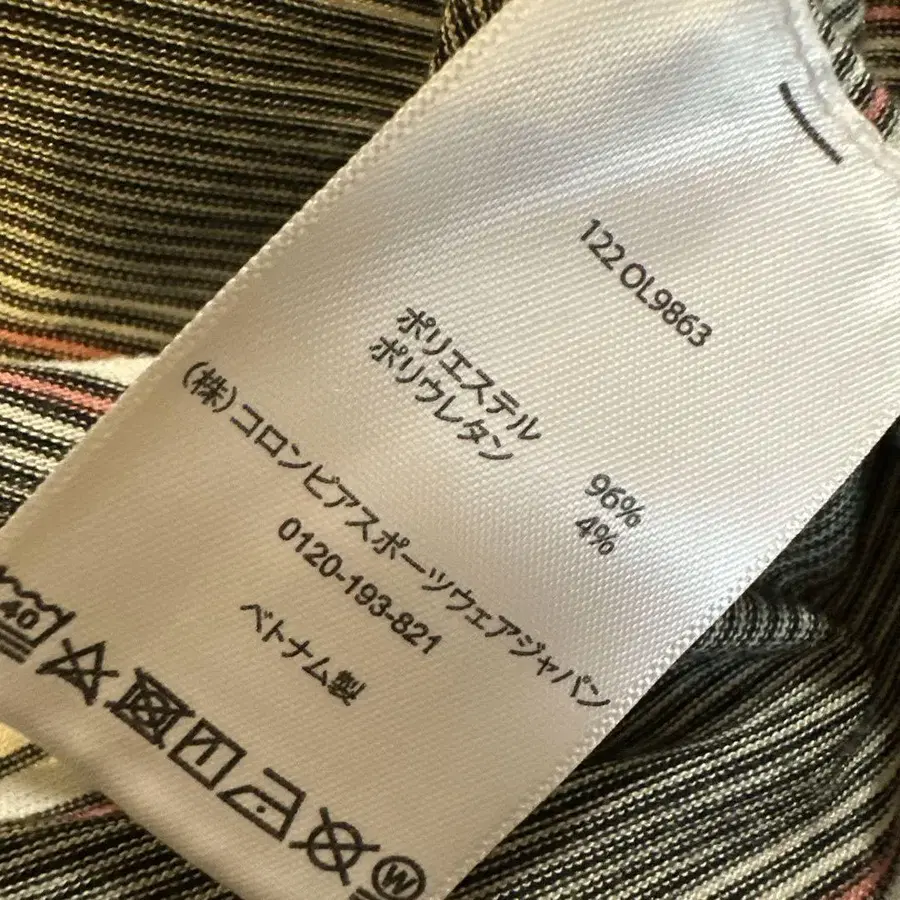 122 OL9863
ポリエステル 96%
ポリウレタン 4%
(株)コロンビアスポーツウェアジャパン
0120-193-821
ベトナム製
40
W